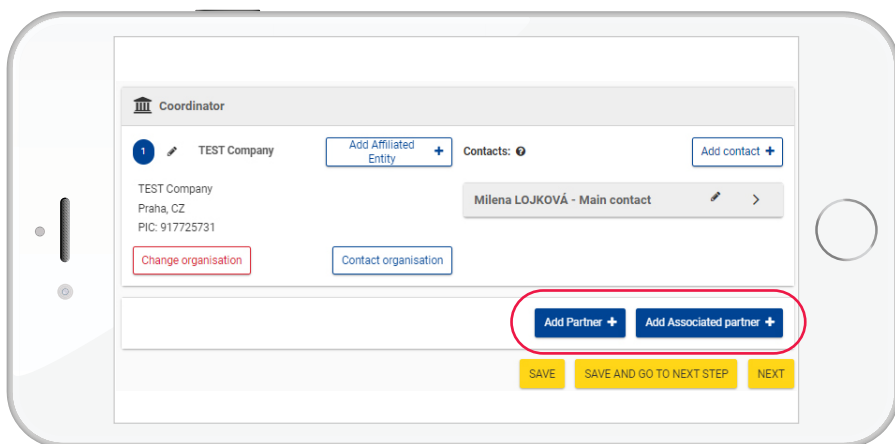 Coordinator
1 TEST Company
Add Affiliated
Entity +
Contacts: ?
Add contact +
TEST Company
Praha, CZ
PIC: 917725731
Milena LOJKOVÁ - Main contact
Change organisation
Contact organisation
Add Partner +
Add Associated partner +
SAVE
SAVE AND GO TO NEXT STEP
NEXT